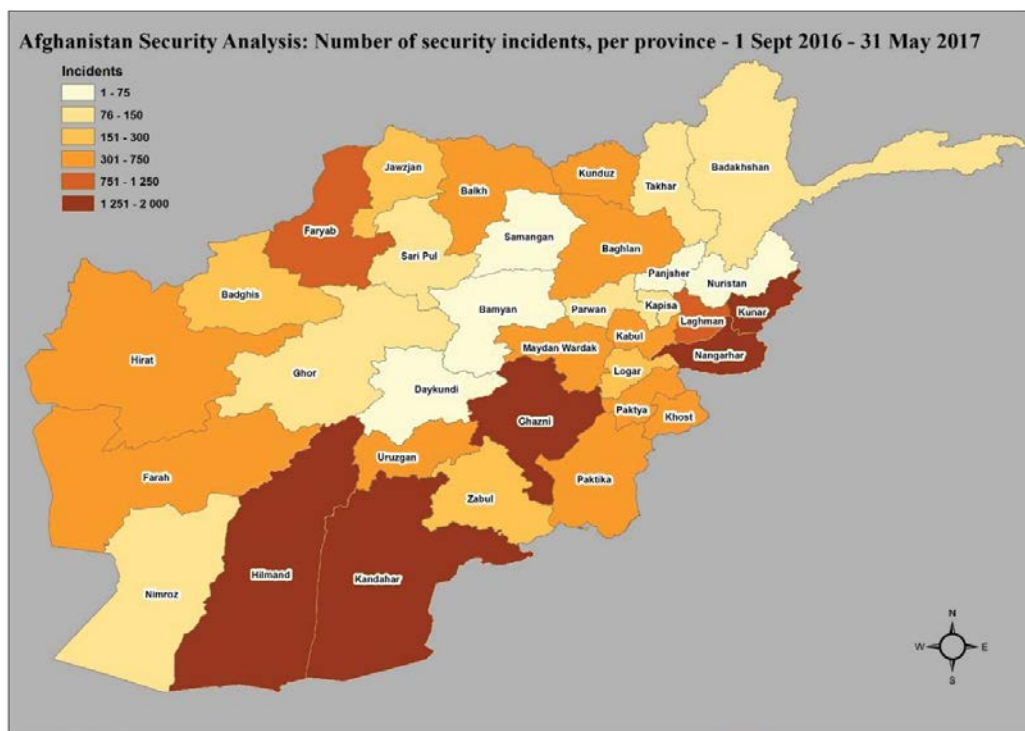 Afghanistan Security Analysis: Number of security incidents, per province - 1 Sept 2016 - 31 May 2017
Incidents
1 - 75
76 - 150
151 - 300
301 - 750
751 - 1 250
1 251 - 2 000
Jawzjan
Balkh
Kunduz
Takhar
Badakhshan
Faryab
Samangan
Sari Pul
Baghlan
Panjsher
Nuristan
Badghis
Bamyan
Parwan
Kapisa
Kunar
Laghman
Kabul
Maydan Wardak
Nangarhar
Hirat
Ghor
Logar
Daykundi
Paktya
Khost
Ghazni
Uruzgan
Farah
Paktika
Zabul
Hilmand
Kandahar
Nimroz
N
W
E
S